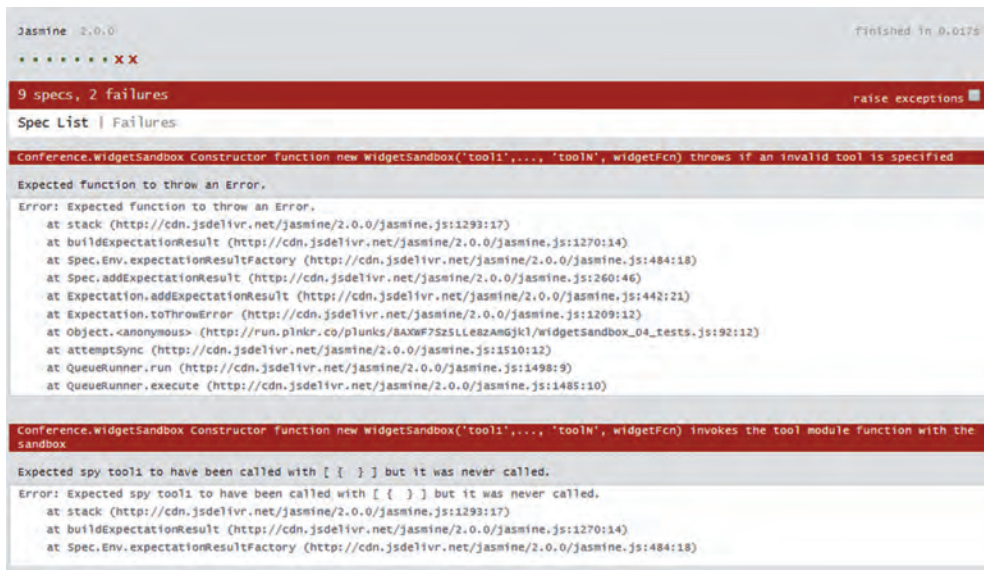 Jasmine 2.0.0
finished in 0.017s
• • • • • • • x x
9 specs, 2 failures
raise exceptions
Spec List | Failures
Conference.WidgetSandbox Constructor function new WidgetSandbox('tool1',..., 'toolN', widgetFcn) throws if an invalid tool is specified
Expected function to throw an Error.
Error: Expected function to throw an Error.
at stack (http://cdn.jsdelivr.net/jasmine/2.0.0/jasmine.js:1293:17)
at buildExpectationResult (http://cdn.jsdelivr.net/jasmine/2.0.0/jasmine.js:1270:14)
at Spec.Env.expectationResultFactory (http://cdn.jsdelivr.net/jasmine/2.0.0/jasmine.js:484:18)
at Spec.addExpectationResult (http://cdn.jsdelivr.net/jasmine/2.0.0/jasmine.js:260:46)
at Expectation.addExpectationResult (http://cdn.jsdelivr.net/jasmine/2.0.0/jasmine.js:442:21)
at Expectation.toThrowError (http://cdn.jsdelivr.net/jasmine/2.0.0/jasmine.js:1209:12)
at Object.<anonymous>
at attemptSync (http://cdn.jsdelivr.net/jasmine/2.0.0/jasmine.js:1510:12)
at QueueRunner.run (http://cdn.jsdelivr.net/jasmine/2.0.0/jasmine.js:1498:9)
at QueueRunner.execute (http://cdn.jsdelivr.net/jasmine/2.0.0/jasmine.js:1485:10)
Conference.WidgetSandbox Constructor function new WidgetSandbox('tool1',..., 'toolN', widgetFcn) invokes the tool module function with the
sandbox
Expected spy tool1 to have been called with [ { } ] but it was never called.
Error: Expected spy tool1 to have been called with [ { } ] but it was never called.
at stack (http://cdn.jsdelivr.net/jasmine/2.0.0/jasmine.js:1293:17)
at buildExpectationResult (http://cdn.jsdelivr.net/jasmine/2.0.0/jasmine.js:1270:14)
at Spec.Env.expectationResultFactory (http://cdn.jsdelivr.net/jasmine/2.0.0/jasmine.js:484:18)